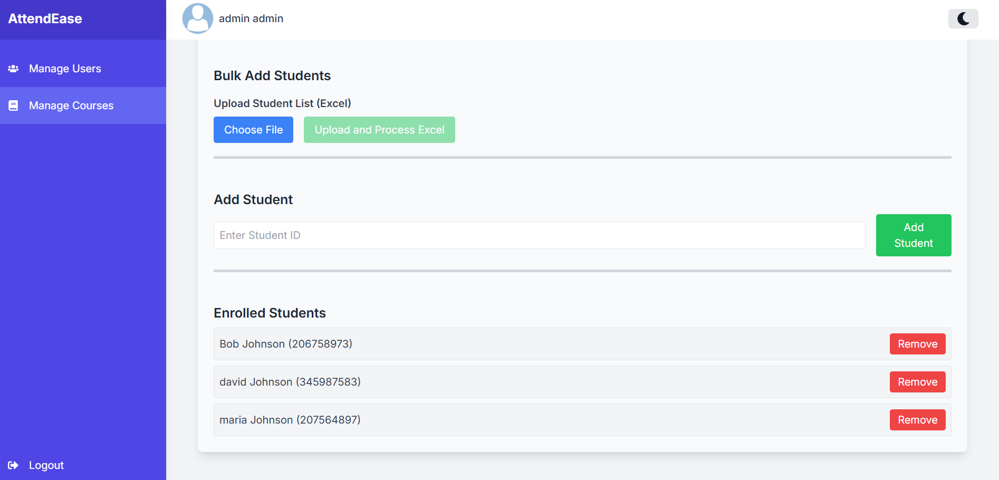 AttendEase
admin admin
Manage Users
Manage Courses
Bulk Add Students
Upload Student List (Excel)
Choose File
Upload and Process Excel
Add Student
Enter Student ID
Add
Student
Enrolled Students
Bob Johnson (206758973)
Remove
david Johnson (345987583)
Remove
maria Johnson (207564897)
Remove
Logout